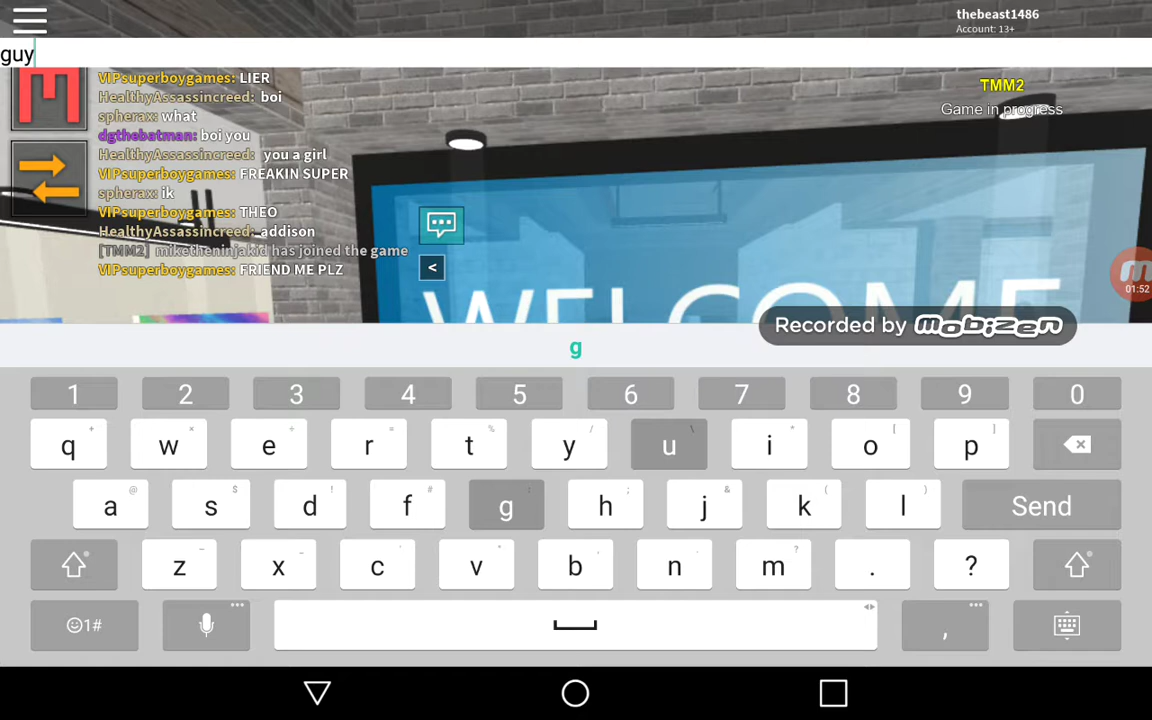 thebeast1486
Account: 13+
guy
VIPsuperboygames: LIER
HealthyAssassincreed: boi
spherax: what
dgthebatman: boi you
HealthyAssassincreed: you a girl
VIPsuperboygames: FREAKIN SUPER
spherax: ik
VIPsuperboygames: THEO
HealthyAssassincreed: addison
[TMM2] miketheninjakid has joined the game
VIPsuperboygames: FRIEND ME PLZ
TMM2
Game in progress
<
WELCOME
01:52
Recorded by mobizen
g
1 2 3 4 5 6 7 8 9 0
q w e r t y u i o p
a s d f g h j k l Send
z x c v b n m . ?
☺1# ,